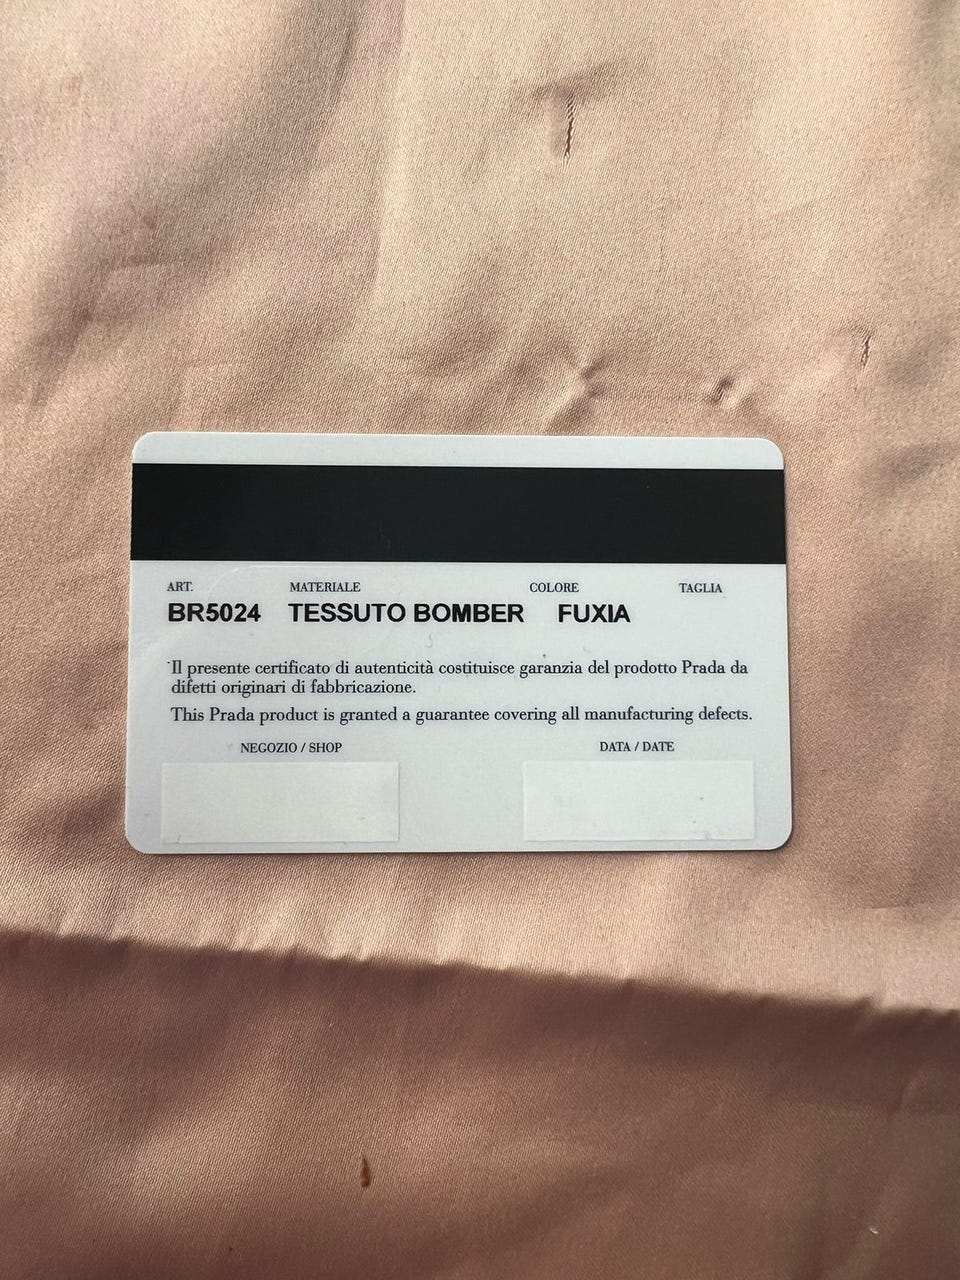 ART. MATERIALE COLORE TAGLIA
BR5024 TESSUTO BOMBER FUXIA
Il presente certificato di autenticità costituisce garanzia del prodotto Prada da
difetti originari di fabbricazione.
This Prada product is granted a guarantee covering all manufacturing defects.
NEGOZIO / SHOP DATA / DATE